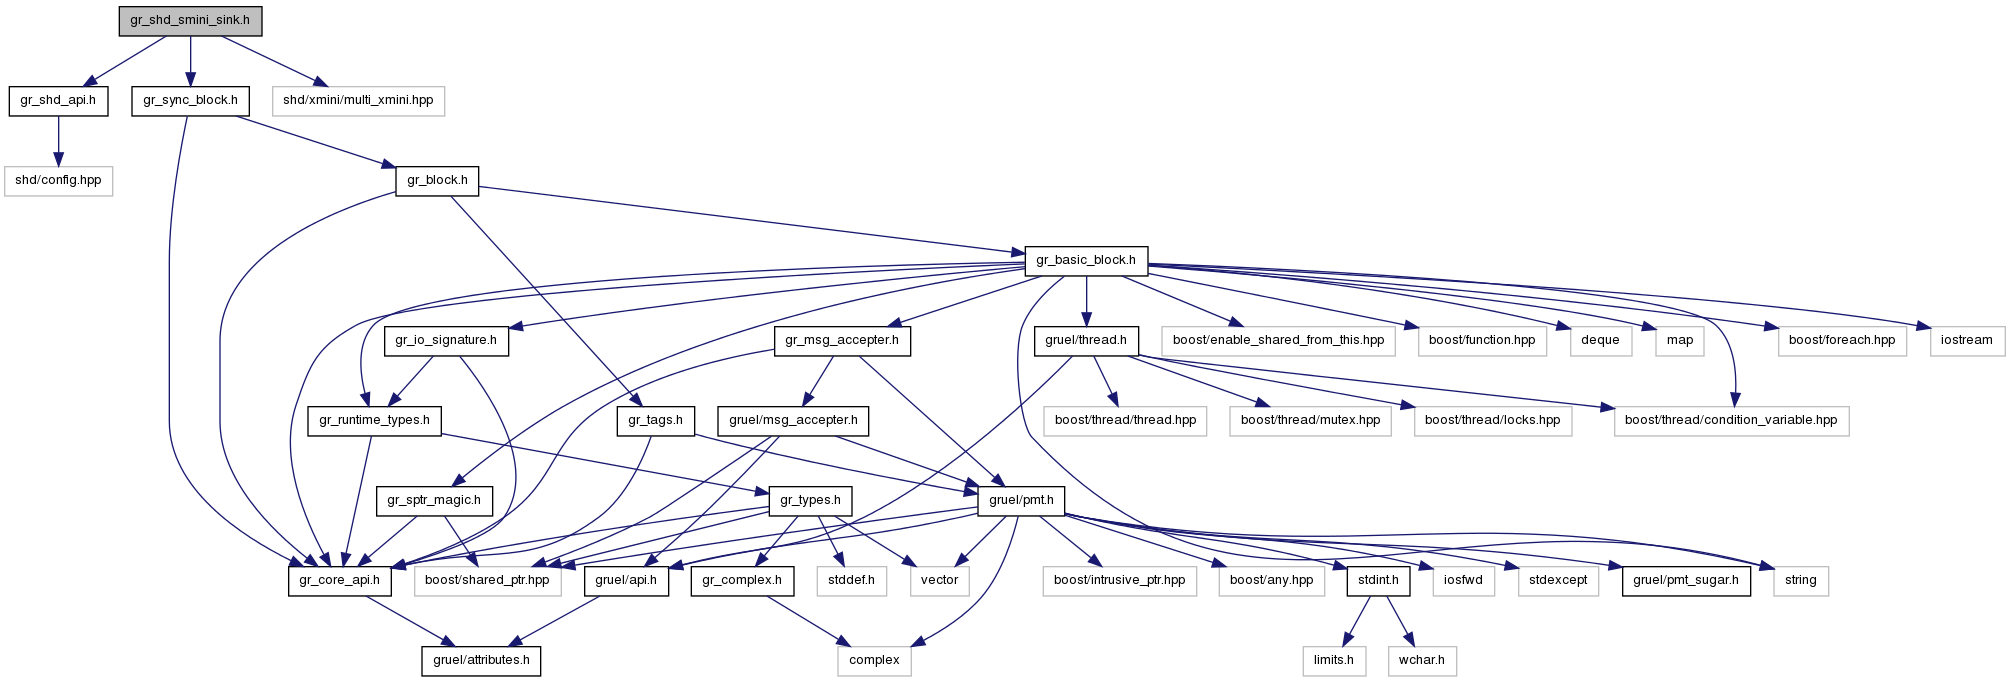 gr_shd_smini_sink.h
gr_shd_api.h
gr_sync_block.h
shd/xmini/multi_xmini.hpp
shd/config.hpp
gr_block.h
gr_basic_block.h
gr_io_signature.h
gr_msg_accepter.h
gruel/thread.h
boost/enable_shared_from_this.hpp
boost/function.hpp
deque
map
boost/foreach.hpp
iostream
gr_runtime_types.h
gr_tags.h
gruel/msg_accepter.h
boost/thread/thread.hpp
boost/thread/mutex.hpp
boost/thread/locks.hpp
boost/thread/condition_variable.hpp
gr_sptr_magic.h
gr_types.h
gruel/pmt.h
gr_core_api.h
boost/shared_ptr.hpp
gruel/api.h
gr_complex.h
stddef.h
vector
boost/intrusive_ptr.hpp
boost/any.hpp
stdint.h
iosfwd
stdexcept
gruel/pmt_sugar.h
string
gruel/attributes.h
complex
limits.h
wchar.h